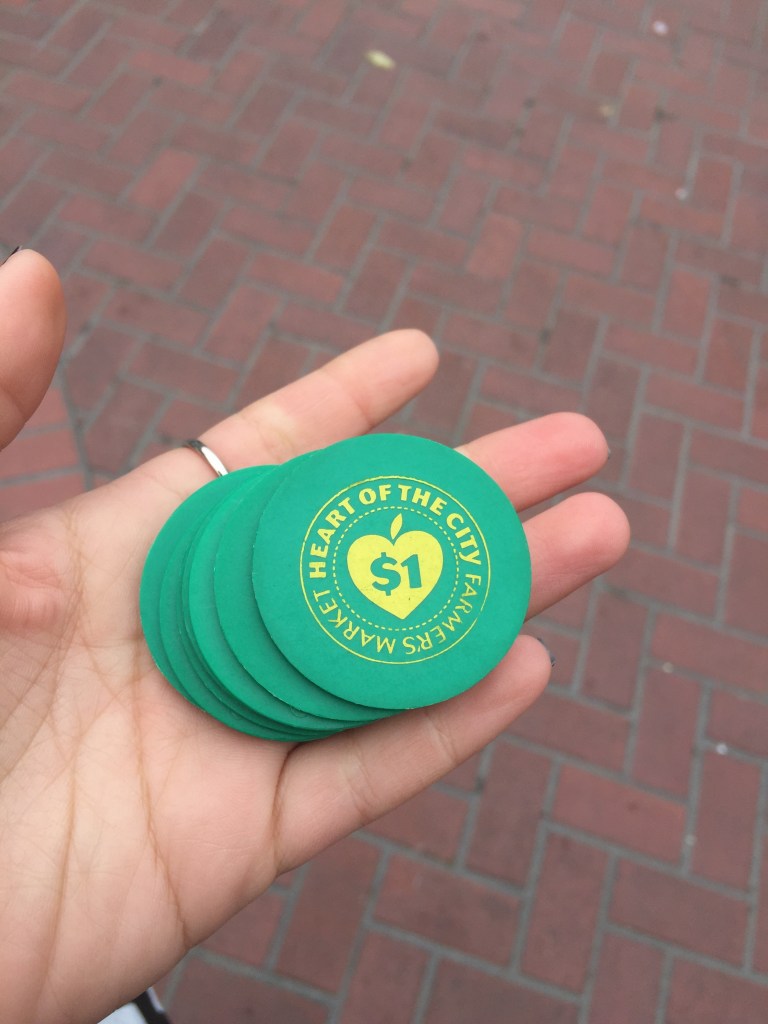 HEART OF THE CITY
FARMER'S MARKET
$1